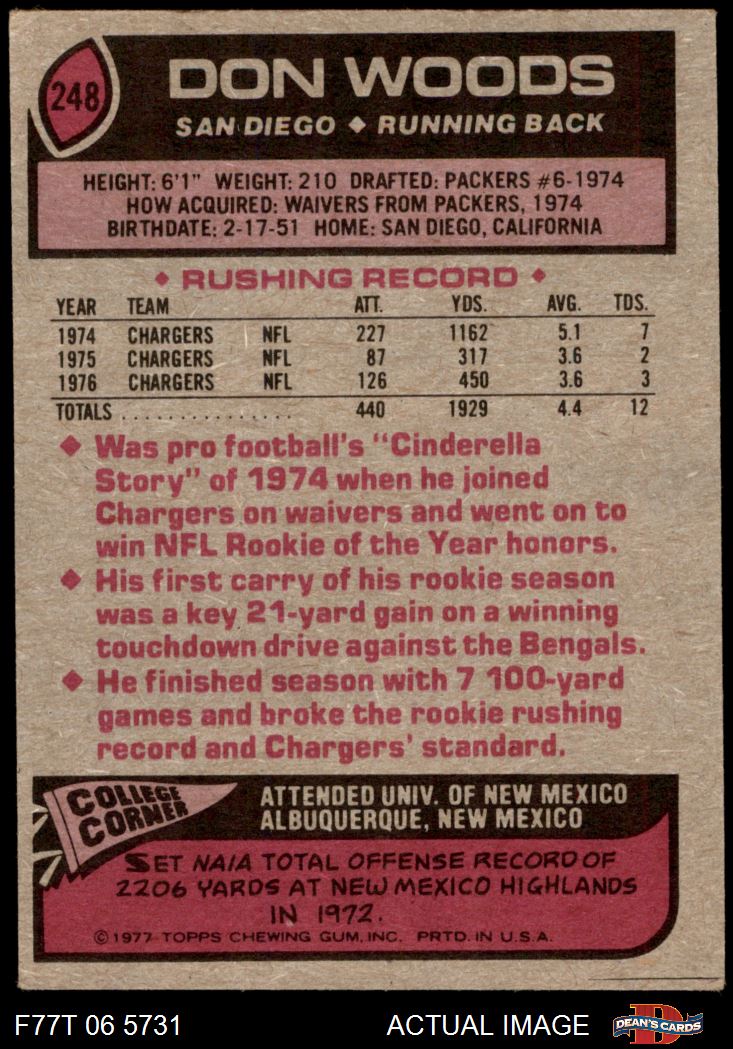 248
DON WOODS
SAN DIEGO ♦ RUNNING BACK
HEIGHT: 6'1" WEIGHT: 210 DRAFTED: PACKERS #6-1974
HOW ACQUIRED: WAIVERS FROM PACKERS, 1974
BIRTHDATE: 2-17-51 HOME: SAN DIEGO, CALIFORNIA
♦ RUSHING RECORD ♦
YEAR TEAM ATT. YDS. AVG. TDS.
1974 CHARGERS NFL 227 1162 5.1 7
1975 CHARGERS NFL 87 317 3.6 2
1976 CHARGERS NFL 126 450 3.6 3
TOTALS . . . . . . . . . . . . . . . . 440 1929 4.4 12
♦ Was pro football's "Cinderella
Story" of 1974 when he joined
Chargers on waivers and went on to
win NFL Rookie of the Year honors.
♦ His first carry of his rookie season
was a key 21-yard gain on a winning
touchdown drive against the Bengals.
♦ He finished season with 7 100-yard
games and broke the rookie rushing
record and Chargers' standard.
COLLEGE
CORNER
ATTENDED UNIV. OF NEW MEXICO
ALBUQUERQUE, NEW MEXICO
SET NAIA TOTAL OFFENSE RECORD OF
2206 YARDS AT NEW MEXICO HIGHLANDS
IN 1972.
© 1977 TOPPS CHEWING GUM, INC. PRTD. IN U.S.A.
F77T 06 5731 ACTUAL IMAGE
D
DEAN'S CARDS